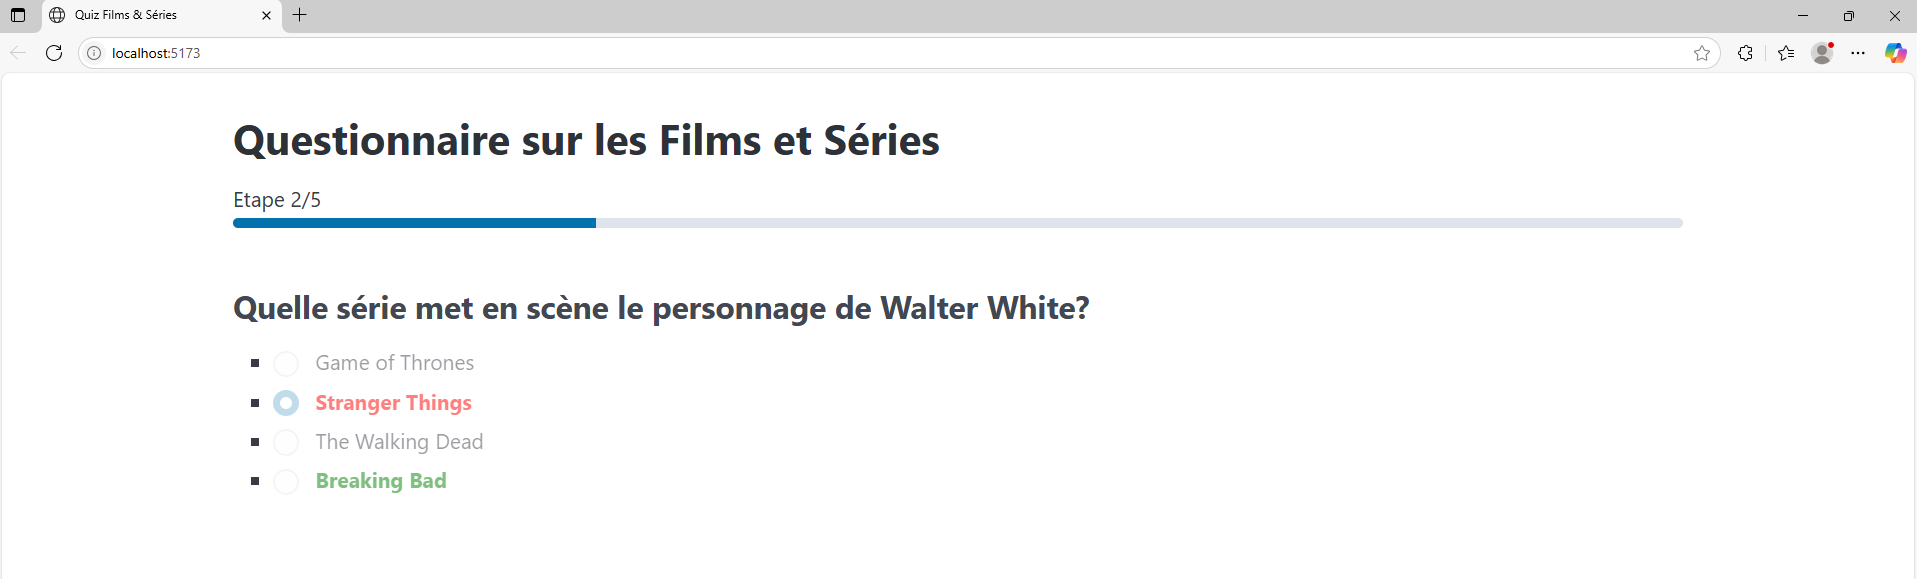 Quiz Films & Séries
localhost:5173
Questionnaire sur les Films et Séries
Etape 2/5
Quelle série met en scène le personnage de Walter White?
Game of Thrones
Stranger Things
The Walking Dead
Breaking Bad